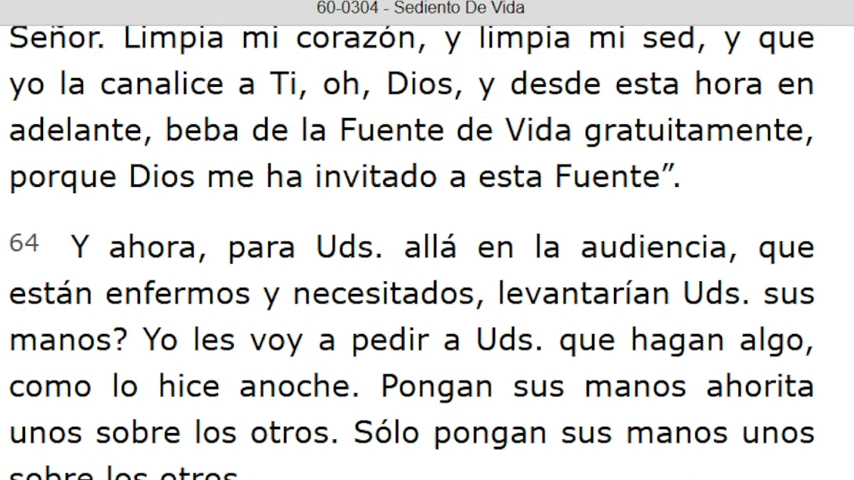 60-0304 - Sediento De Vida
Señor. Limpia mi corazón, y limpia mi sed, y que
yo la canalice a Ti, oh, Dios, y desde esta hora en
adelante, beba de la Fuente de Vida gratuitamente,
porque Dios me ha invitado a esta Fuente”.
64 Y ahora, para Uds. allá en la audiencia, que
están enfermos y necesitados, levantarían Uds. sus
manos? Yo les voy a pedir a Uds. que hagan algo,
como lo hice anoche. Pongan sus manos ahorita
unos sobre los otros. Sólo pongan sus manos unos
sobre los otros